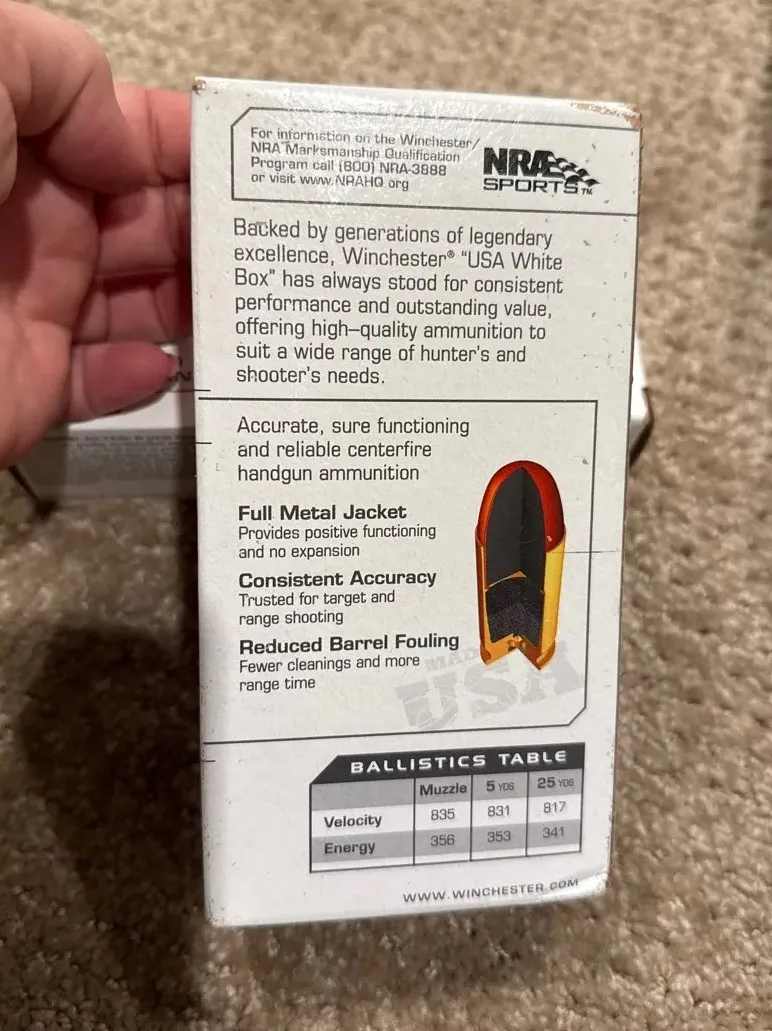 For information on the Winchester/
NRA Marksmanship Qualification
Program call (800) NRA-3888
or visit www.NRAHQ org
NRA
SPORTS™
Backed by generations of legendary
excellence, Winchester® "USA White
Box" has always stood for consistent
performance and outstanding value,
offering high–quality ammunition to
suit a wide range of hunter's and
shooter's needs.
Accurate, sure functioning
and reliable centerfire
handgun ammunition
Full Metal Jacket
Provides positive functioning
and no expansion
Consistent Accuracy
Trusted for target and
range shooting
Reduced Barrel Fouling
Fewer cleanings and more
range time
USA
BALLISTICS TABLE
Muzzle 5 YDS 25 YDS
Velocity 835 831 817
Energy 356 353 341
WWW.WINCHESTER.COM